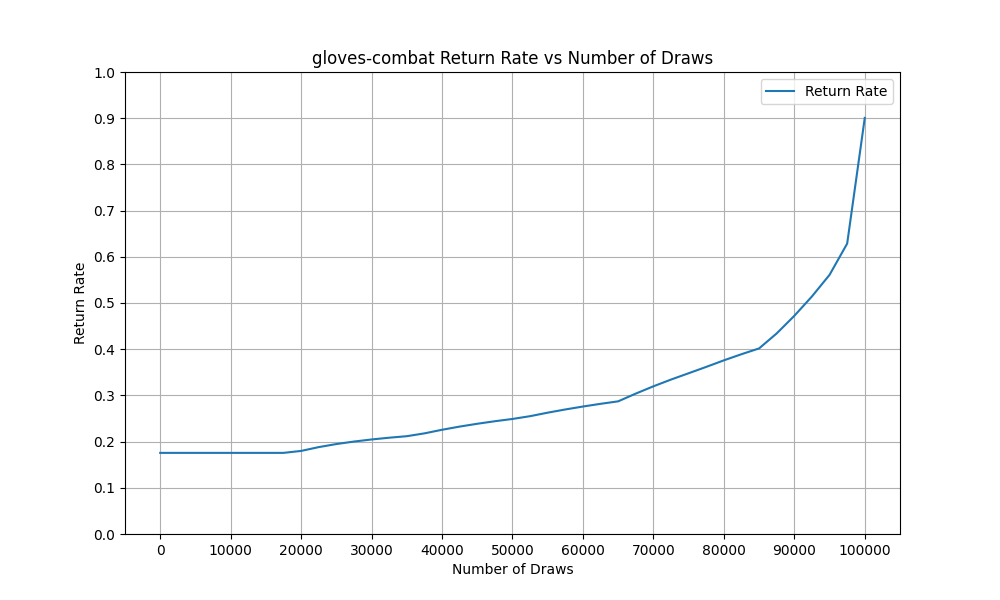 gloves-combat Return Rate vs Number of Draws
Return Rate
1.0
0.9
0.8
0.7
0.6
0.5
0.4
0.3
0.2
0.1
0.0
Return Rate
0 10000 20000 30000 40000 50000 60000 70000 80000 90000 100000
Number of Draws